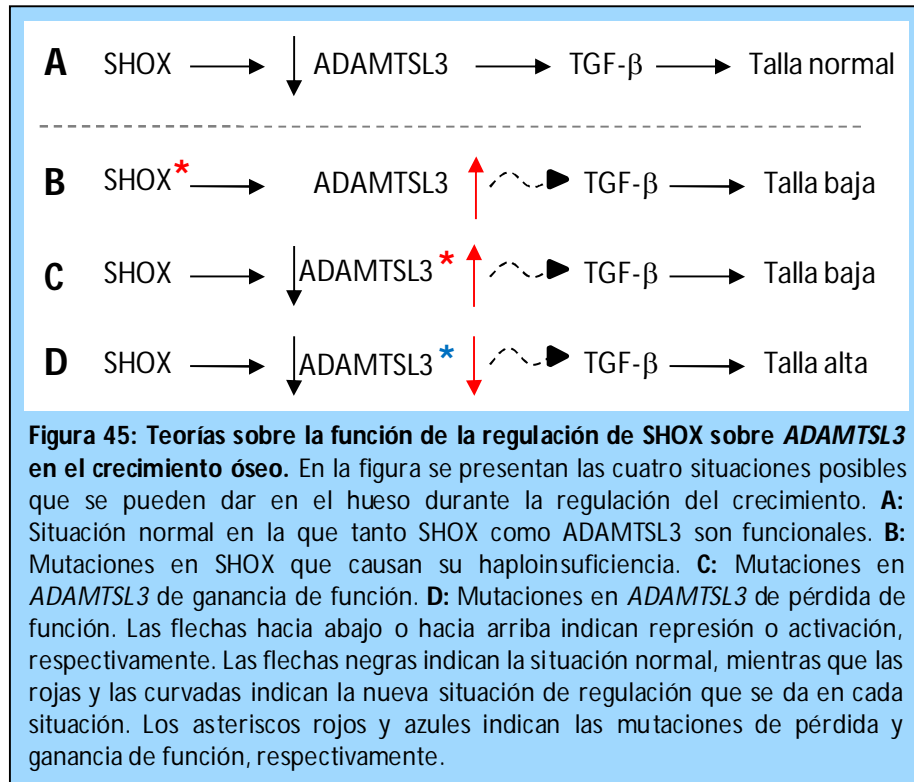 A SHOX ADAMTSL3 TGF-β Talla normal
B SHOX* ADAMTSL3 TGF-β Talla baja
C SHOX ADAMTSL3* TGF-β Talla baja
D SHOX ADAMTSL3* TGF-β Talla alta
Figura 45: Teorías sobre la función de la regulación de SHOX sobre ADAMTSL3
en el crecimiento óseo. En la figura se presentan las cuatro situaciones posibles
que se pueden dar en el hueso durante la regulación del crecimiento. A:
Situación normal en la que tanto SHOX como ADAMTSL3 son funcionales. B:
Mutaciones en SHOX que causan su haploinsuficiencia. C: Mutaciones en
ADAMTSL3 de ganancia de función. D: Mutaciones en ADAMTSL3 de pérdida de
función. Las flechas hacia abajo o hacia arriba indican represión o activación,
respectivamente. Las flechas negras indican la situación normal, mientras que las
rojas y las curvadas indican la nueva situación de regulación que se da en cada
situación. Los asteriscos rojos y azules indican las mutaciones de pérdida y
ganancia de función, respectivamente.